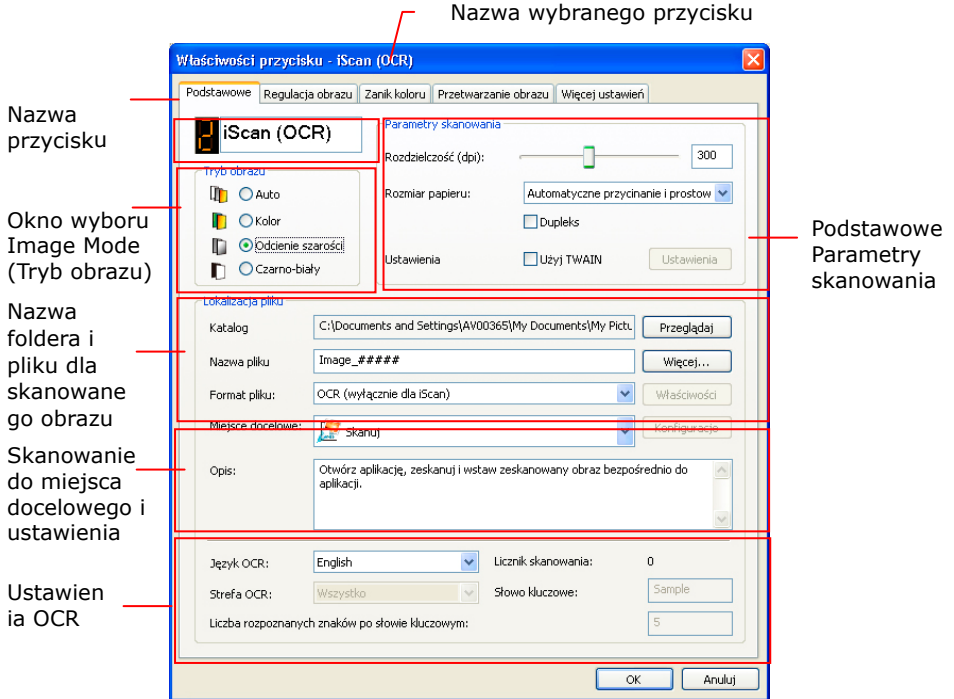 Nazwa wybranego przycisku
Właściwości przycisku - iScan (OCR)
Podstawowe Regulacja obrazu Zanik koloru Przetwarzanie obrazu Więcej ustawień
Nazwa
przycisku
2 iScan (OCR)
Parametry skanowania
Rozdzielczość (dpi): 300
Rozmiar papieru: Automatyczne przycinanie i prostow
Dupleks
Ustawienia Użyj TWAIN Ustawienia
Podstawowe
Parametry
skanowania
Okno wyboru
Image Mode
(Tryb obrazu)
Tryb obrazu
Auto
Kolor
Odcienie szarości
Czarno-biały
Nazwa
foldera i
pliku dla
skanowane
go obrazu
Lokalizacja pliku
Katalog C:\Documents and Settings\AV00365\My Documents\My Pictu Przeglądaj
Nazwa pliku Image_##### Więcej...
Format pliku: OCR (wyłącznie dla iScan) Właściwości
Skanowanie
do miejsca
docelowego i
ustawienia
Miejsce docelowe: Skanuj Konfiguracje
Opis: Otwórz aplikację, zeskanuj i wstaw zeskanowany obraz bezpośrednio do
aplikacji.
Ustawien
ia OCR
Język OCR: English Licznik skanowania: 0
Strefa OCR: Wszystko Słowo kluczowe: Sample
Liczba rozpoznanych znaków po słowie kluczowym: 5
OK Anuluj